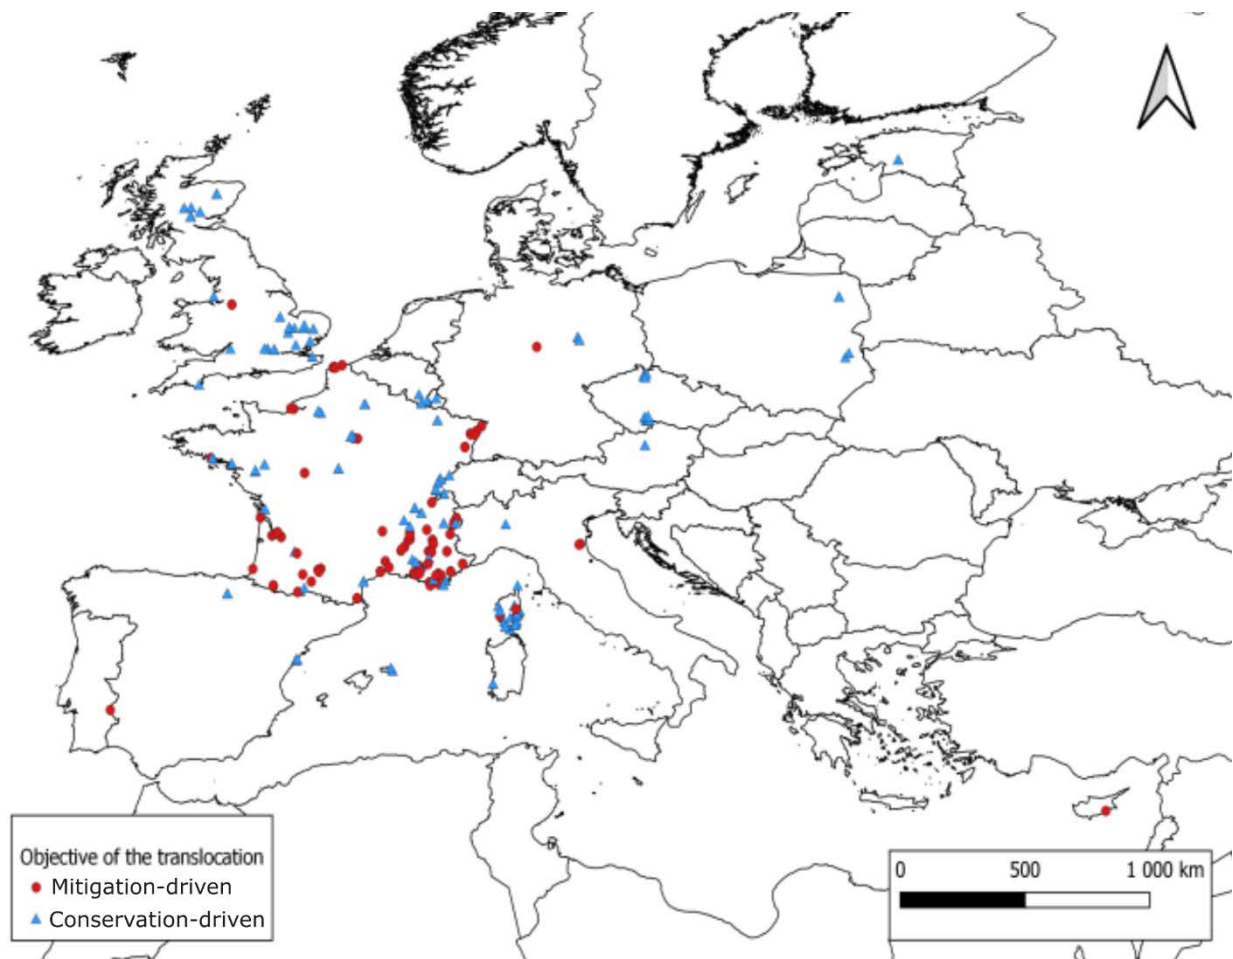 Objective of the translocation
Mitigation-driven
Conservation-driven
0 500 1 000 km